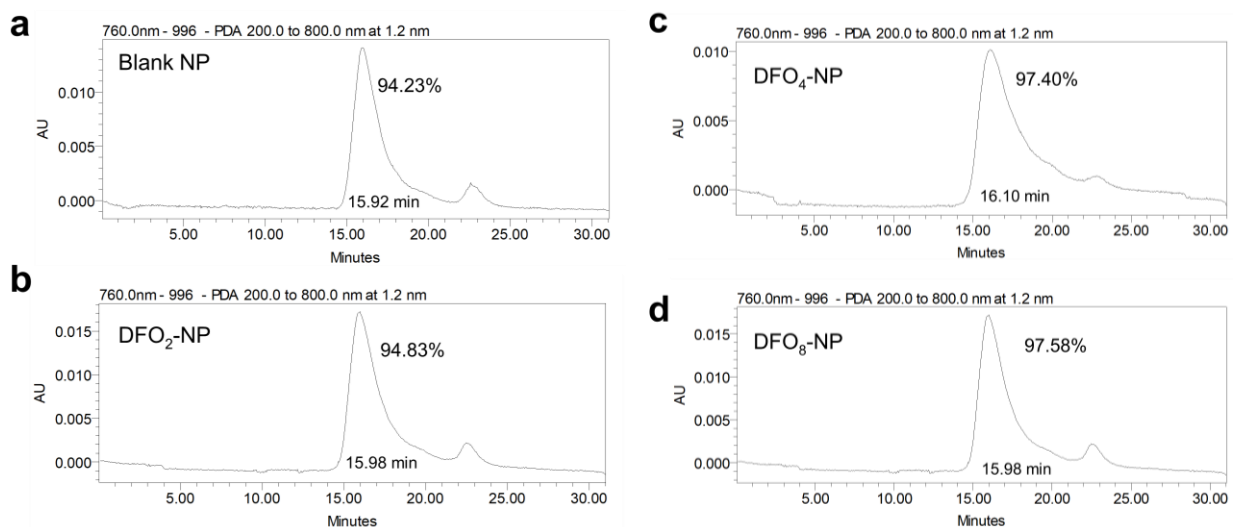 a
760.0nm - 996 - PDA 200.0 to 800.0 nm at 1.2 nm
Blank NP
94.23%
15.92 min
AU
0.010
0.005
0.000
5.00 10.00 15.00 20.00 25.00 30.00
Minutes
b
760.0nm - 996 - PDA 200.0 to 800.0 nm at 1.2 nm
DFO₂-NP
94.83%
15.98 min
AU
0.015
0.010
0.005
0.000
5.00 10.00 15.00 20.00 25.00 30.00
Minutes
c
760.0nm - 996 - PDA 200.0 to 800.0 nm at 1.2 nm
DFO₄-NP
97.40%
16.10 min
AU
0.010
0.005
0.000
5.00 10.00 15.00 20.00 25.00 30.00
Minutes
d
760.0nm - 996 - PDA 200.0 to 800.0 nm at 1.2 nm
DFO₈-NP
97.58%
15.98 min
AU
0.015
0.010
0.005
0.000
5.00 10.00 15.00 20.00 25.00 30.00
Minutes